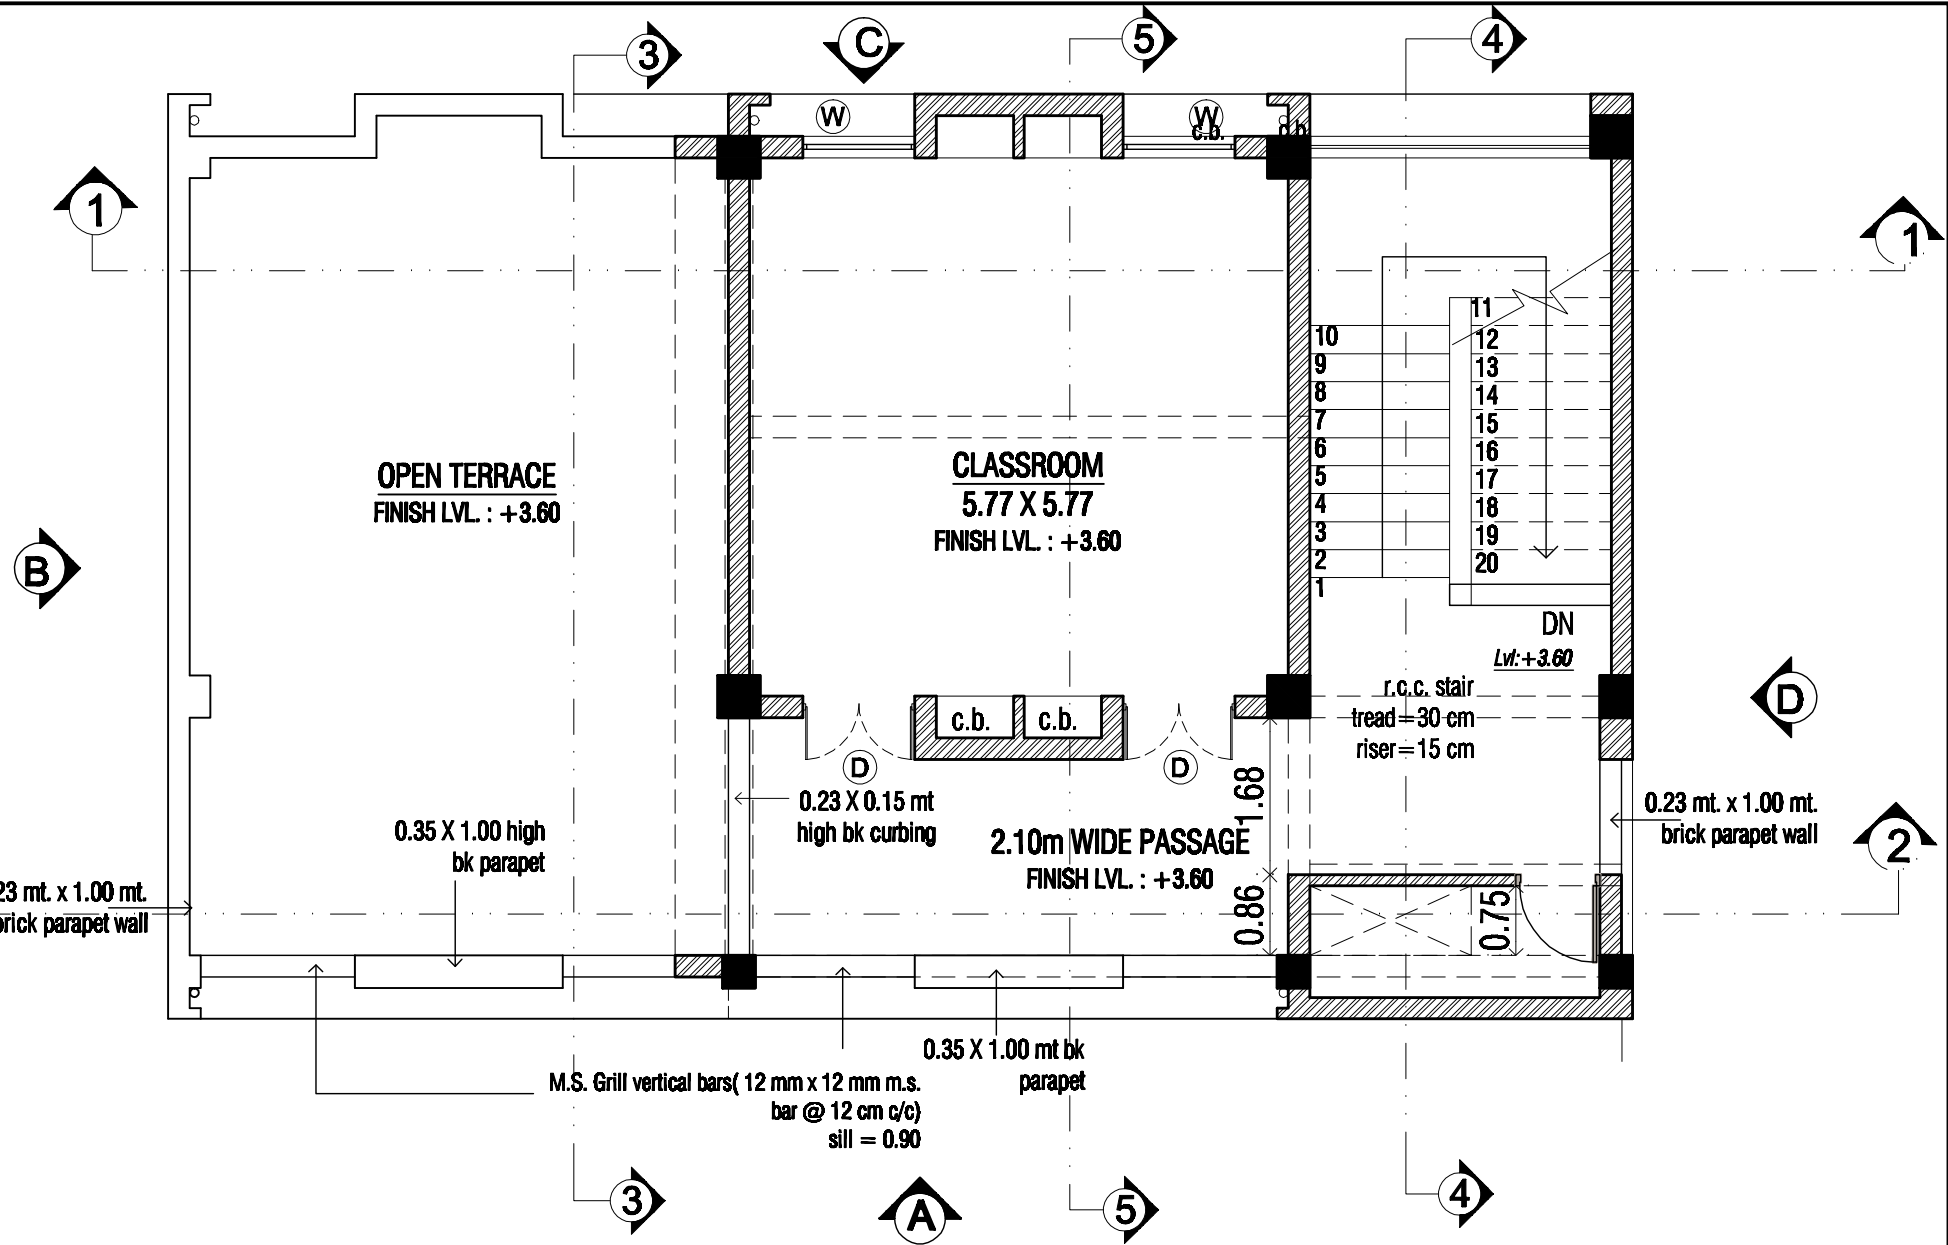 3
C
5
4
W
W
c.b.
c.b.
1
1
11
10
12
9
13
8
14
7
15
6
16
5
17
4
18
3
19
2
20
1
OPEN TERRACE
FINISH LVL. : +3.60
CLASSROOM
5.77 X 5.77
FINISH LVL. : +3.60
B
DN
Lvl:+3.60
r.c.c. stair
tread=30 cm
riser=15 cm
D
c.b.
c.b.
D
D
0.23 X 0.15 mt
high bk curbing
1.68
0.23 mt. x 1.00 mt.
brick parapet wall
0.35 X 1.00 high
bk parapet
2.10m WIDE PASSAGE
FINISH LVL. : +3.60
2
23 mt. x 1.00 mt.
brick parapet wall
0.86
0.75
0.35 X 1.00 mt bk
parapet
M.S. Grill vertical bars( 12 mm x 12 mm m.s.
bar @ 12 cm c/c)
sill = 0.90
3
A
5
4